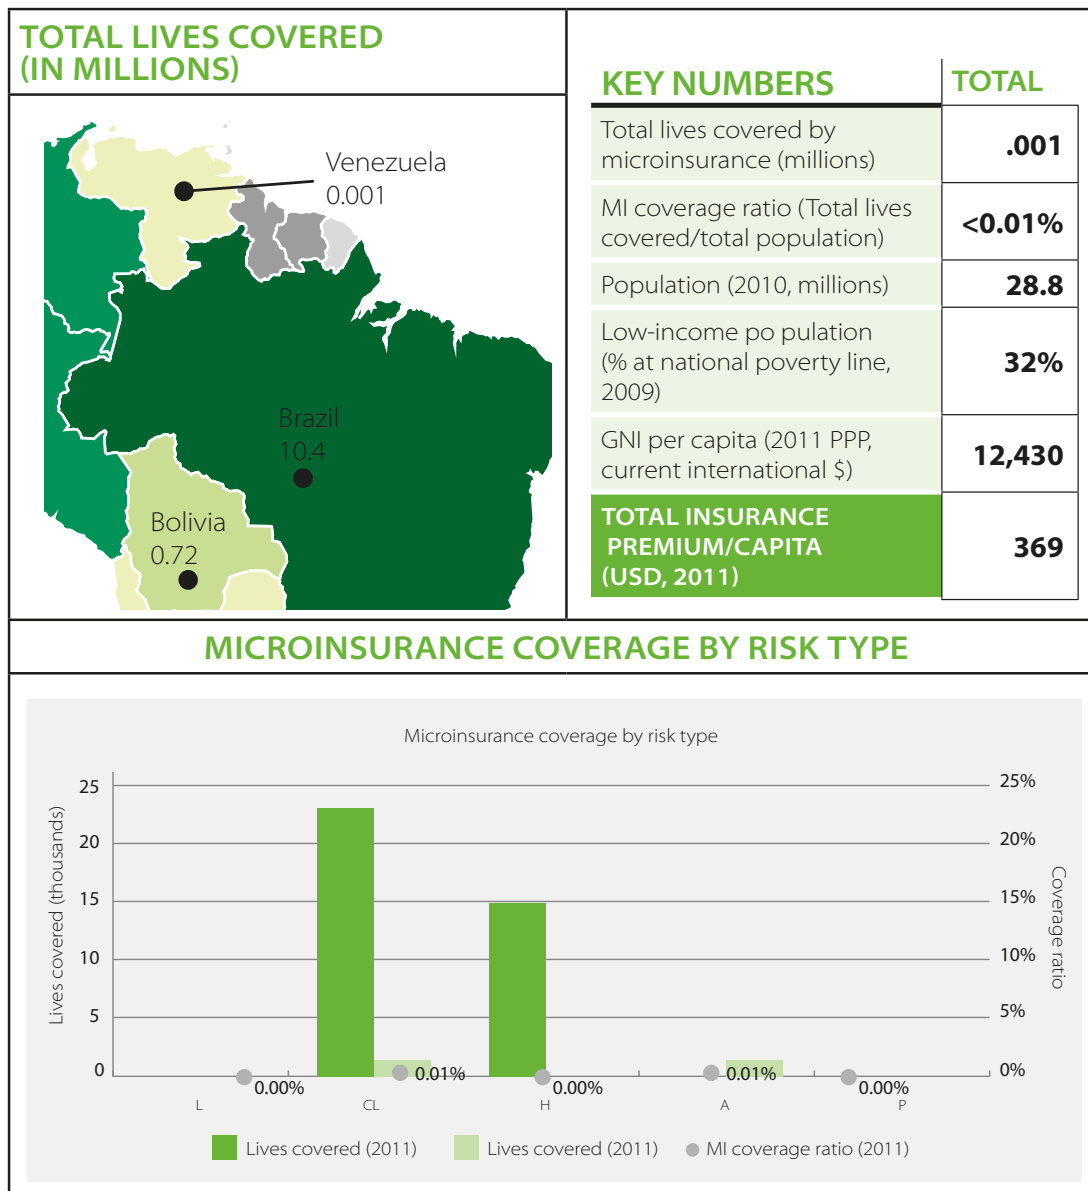 TOTAL LIVES COVERED
(IN MILLIONS)
Venezuela
0.001
Brazil
10.4
Bolivia
0.72
KEY NUMBERS
TOTAL
Total lives covered by
microinsurance (millions)
.001
MI coverage ratio (Total lives
covered/total population)
<0.01%
Population (2010, millions)
28.8
Low-income po pulation
(% at national poverty line,
2009)
32%
GNI per capita (2011 PPP,
current international $)
12,430
TOTAL INSURANCE
PREMIUM/CAPITA
(USD, 2011)
369
MICROINSURANCE COVERAGE BY RISK TYPE
Microinsurance coverage by risk type
Lives covered (thousands)
25
20
15
10
5
0
25%
20%
15%
10%
5%
0%
Coverage ratio
0.00%
0.01%
0.00%
0.01%
0.00%
L
CL
H
A
P
Lives covered (2011)
Lives covered (2011)
MI coverage ratio (2011)